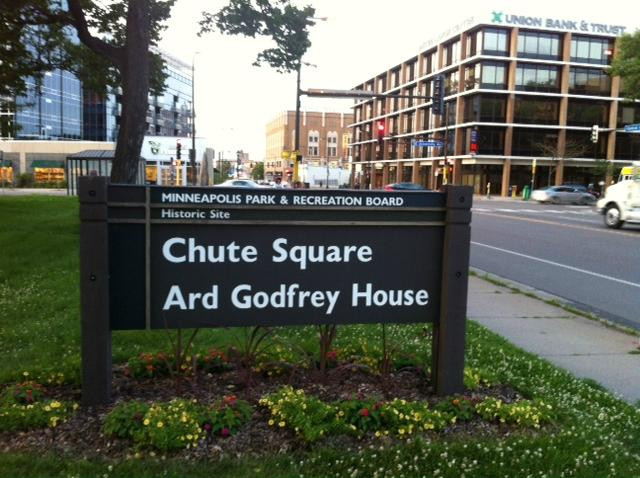 UNION BANK & TRUST
MINNEAPOLIS PARK & RECREATION BOARD
Historic Site
Chute Square
Ard Godfrey House